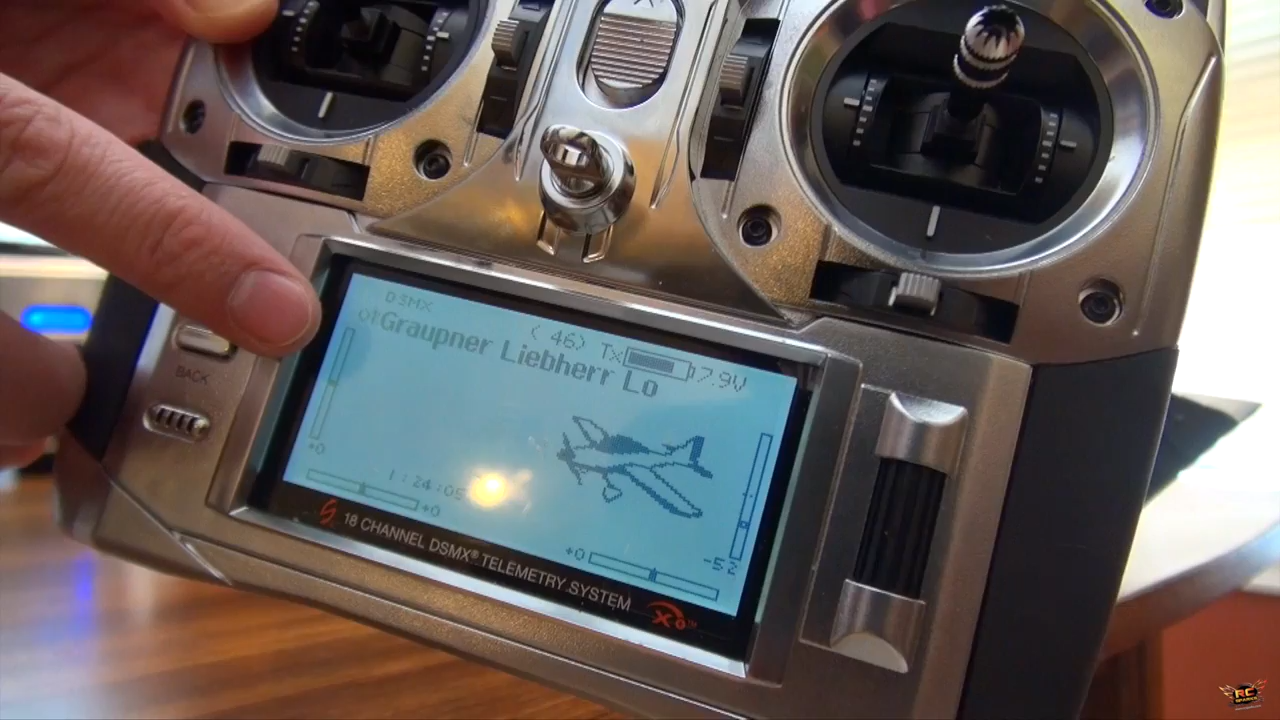 DSMX
( 46) Tx 7.9V
Graupner Liebherr Lo
+0
1:24:05
+0
+0
-52
BACK
18 CHANNEL DSMX® TELEMETRY SYSTEM
RC